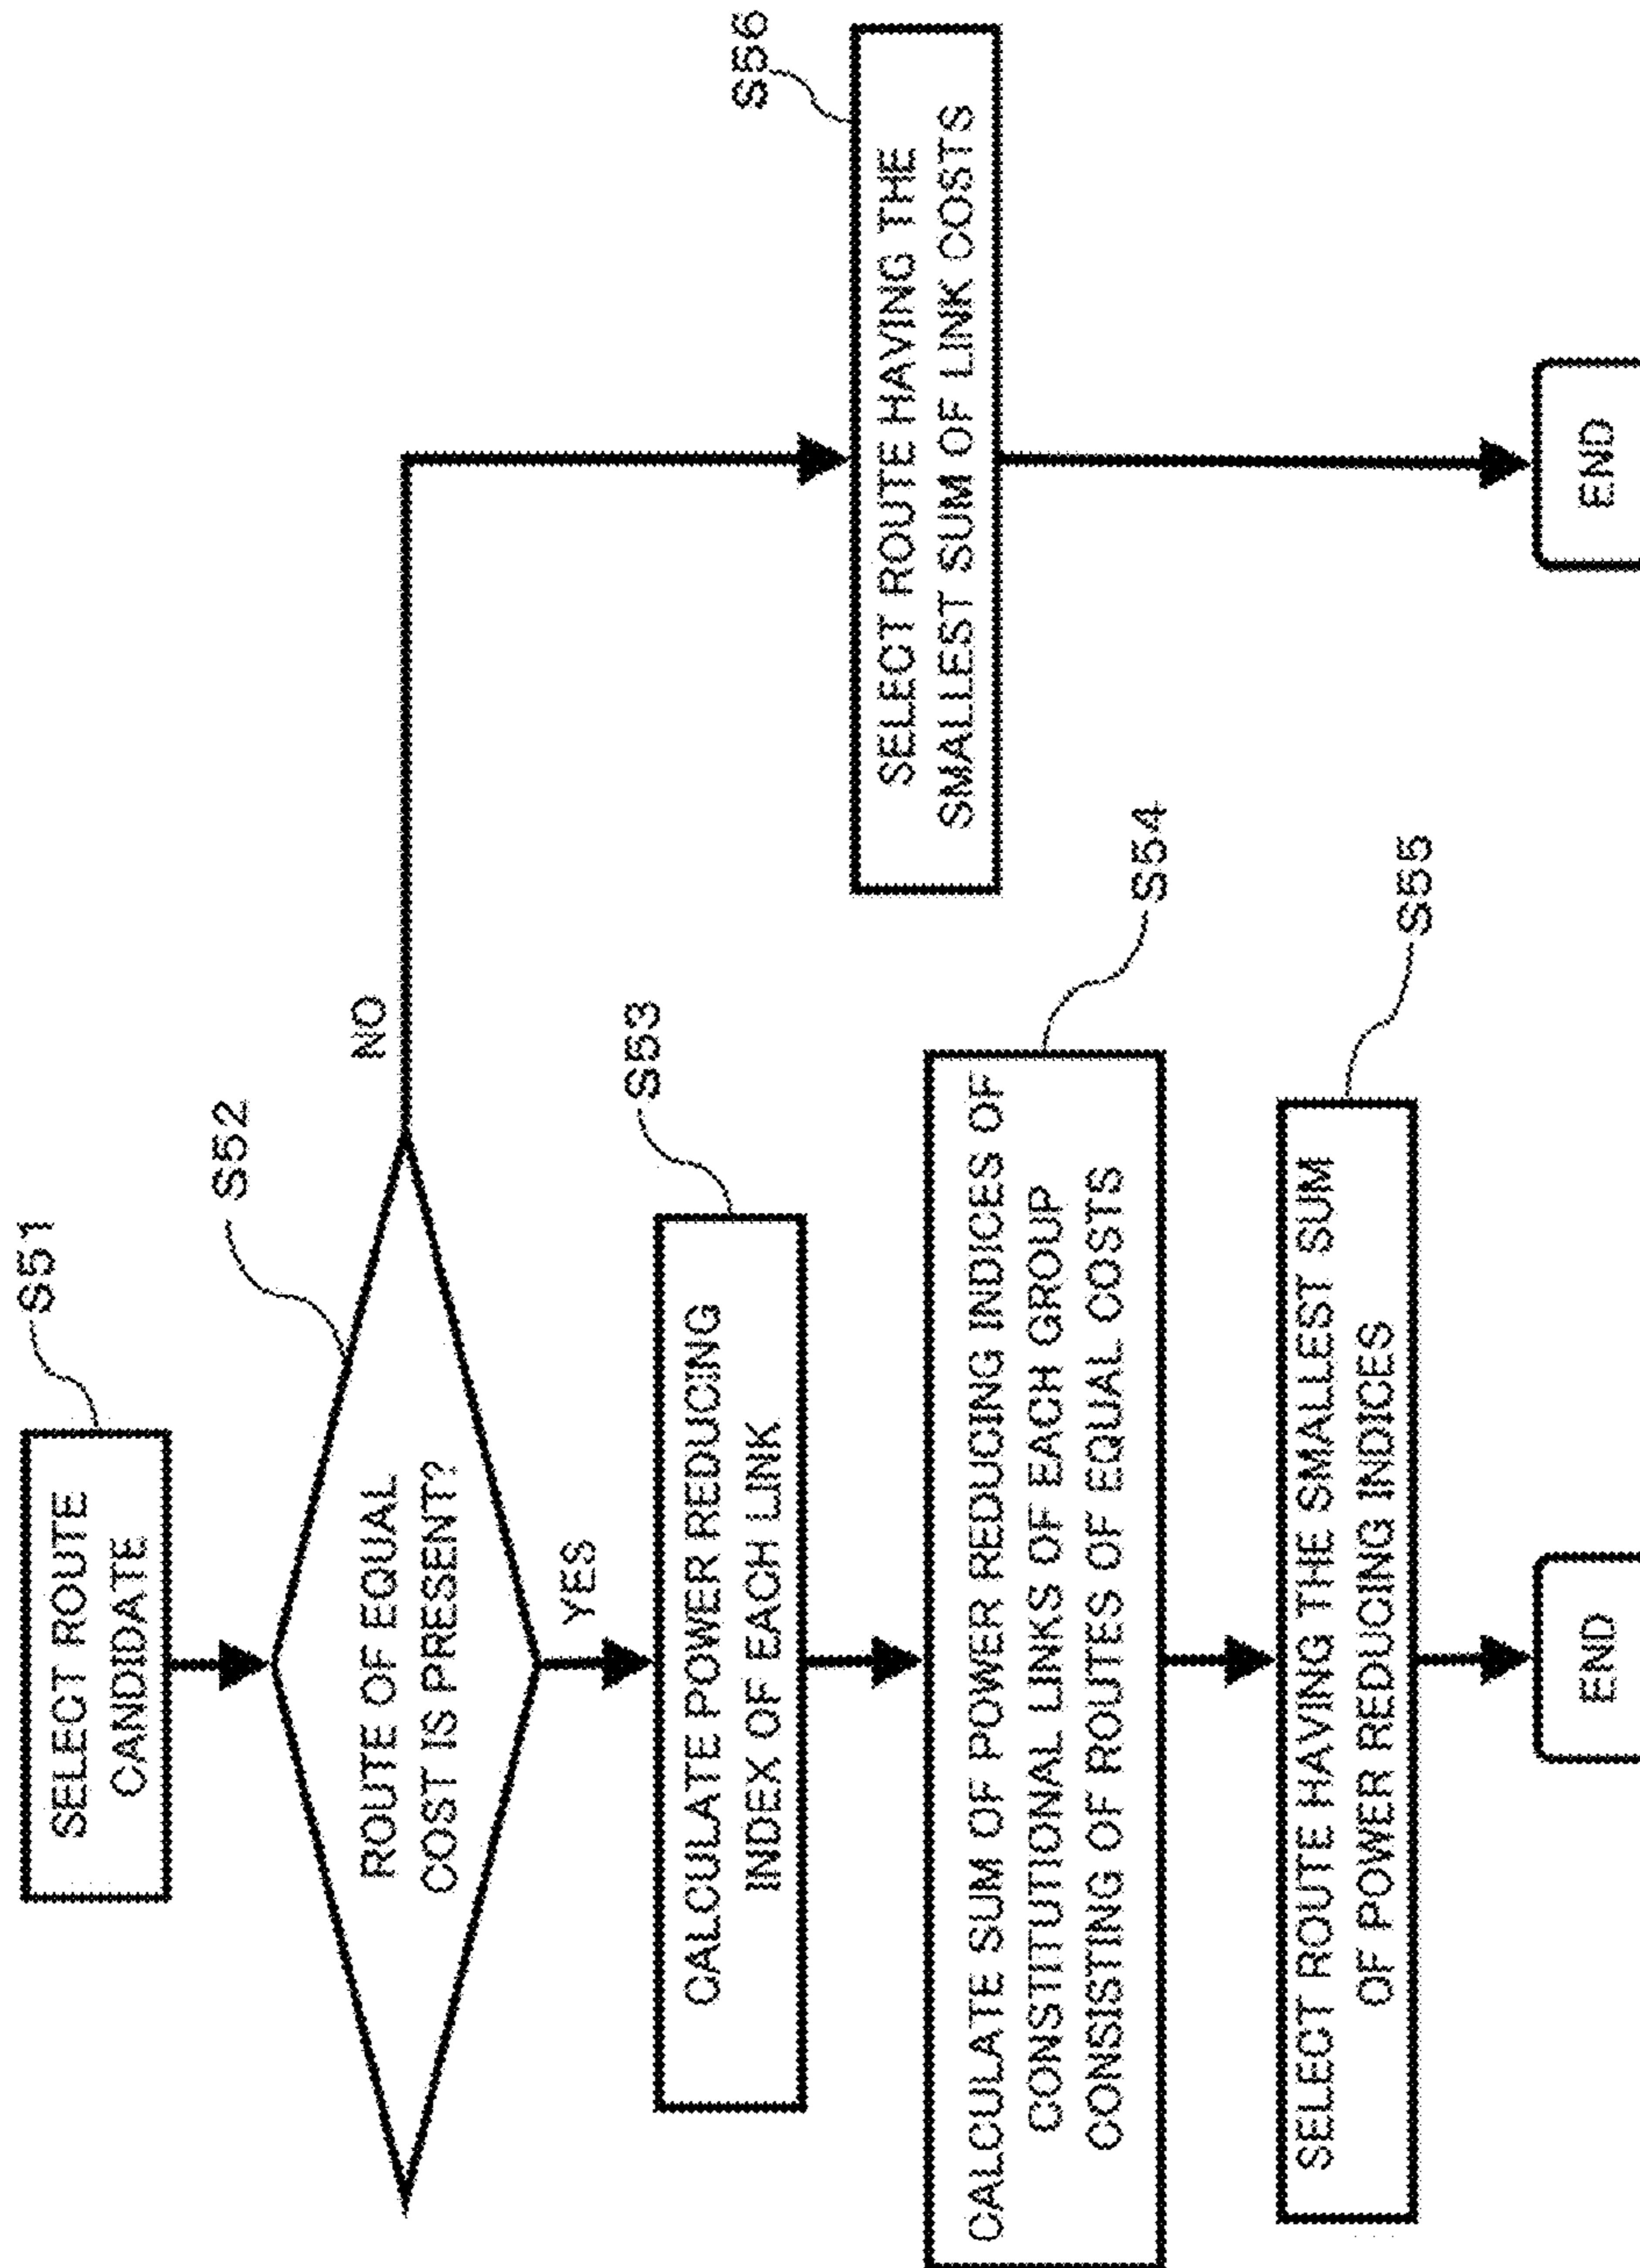 S51
SELECT ROUTE
CANDIDATE
S52
ROUTE OF EQUAL
COST IS PRESENT?
NO
YES
S53
CALCULATE POWER REDUCING
INDEX OF EACH LINK
S56
SELECT ROUTE HAVING THE
SMALLEST SUM OF LINK COSTS
S54
CALCULATE SUM OF POWER REDUCING INDICES OF
CONSTITUTIONAL LINKS OF EACH GROUP
CONSISTING OF ROUTES OF EQUAL COSTS
S55
SELECT ROUTE HAVING THE SMALLEST SUM
OF POWER REDUCING INDICES
END
END